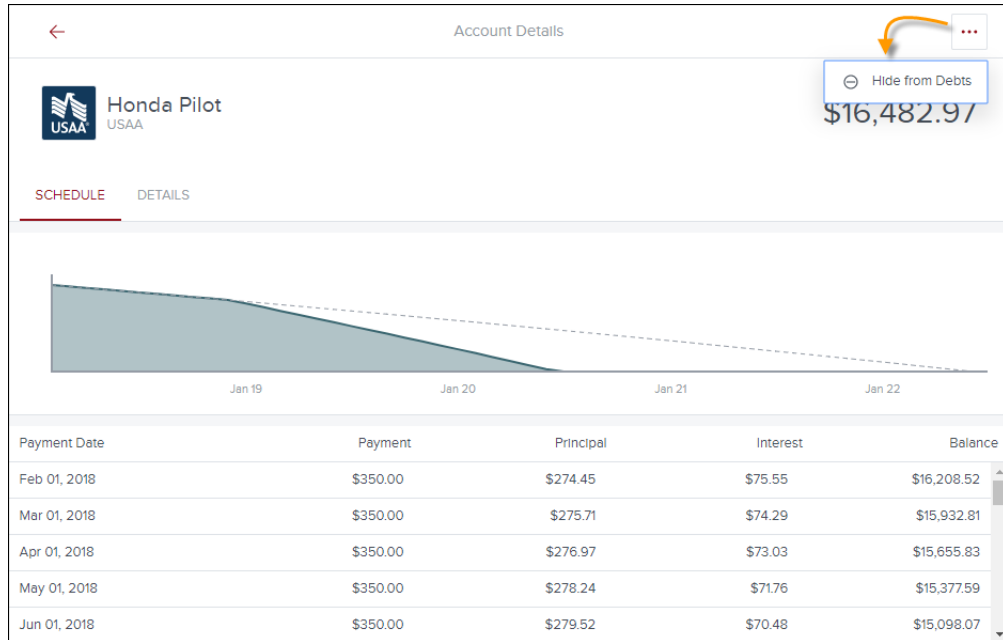 Account Details
HIde from Debts
Honda Pilot
USAA
USAA
$16,482.97
SCHEDULE DETAILS
Jan 19 Jan 20 Jan 21 Jan 22
Payment Date Payment Principal Interest Balance
Feb 01, 2018 $350.00 $274.45 $75.55 $16,208.52
Mar 01, 2018 $350.00 $275.71 $74.29 $15,932.81
Apr 01, 2018 $350.00 $276.97 $73.03 $15,655.83
May 01, 2018 $350.00 $278.24 $71.76 $15,377.59
Jun 01, 2018 $350.00 $279.52 $70.48 $15,098.07